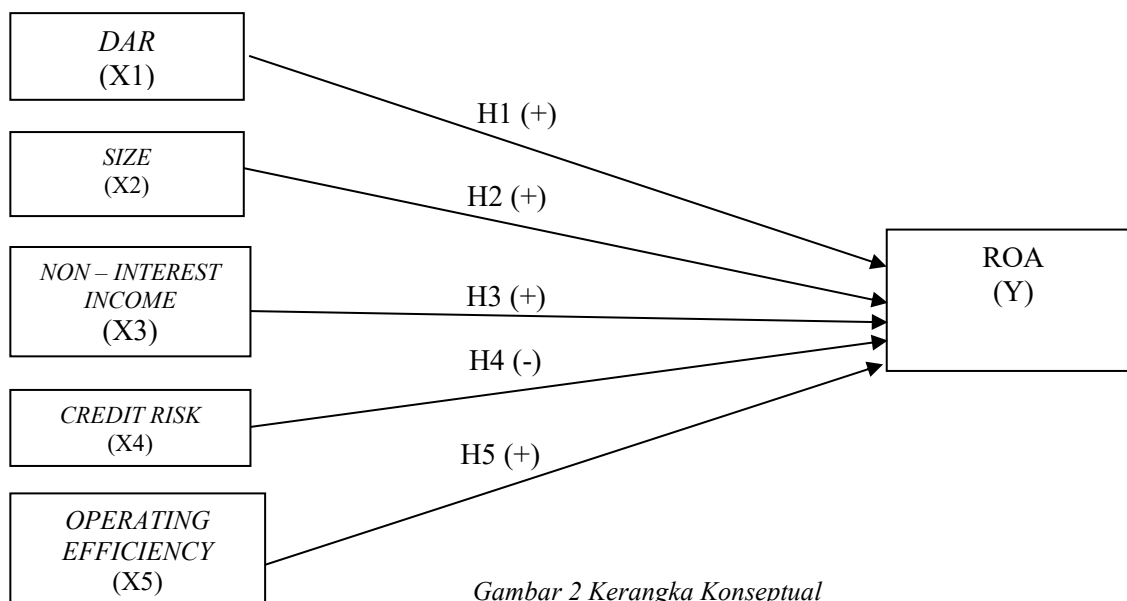 DAR
(X1)
H1 (+)
SIZE
(X2)
H2 (+)
NON – INTEREST
INCOME
(X3)
H3 (+)
ROA
(Y)
H4 (-)
CREDIT RISK
(X4)
H5 (+)
OPERATING
EFFICIENCY
(X5)
Gambar 2 Kerangka Konseptual